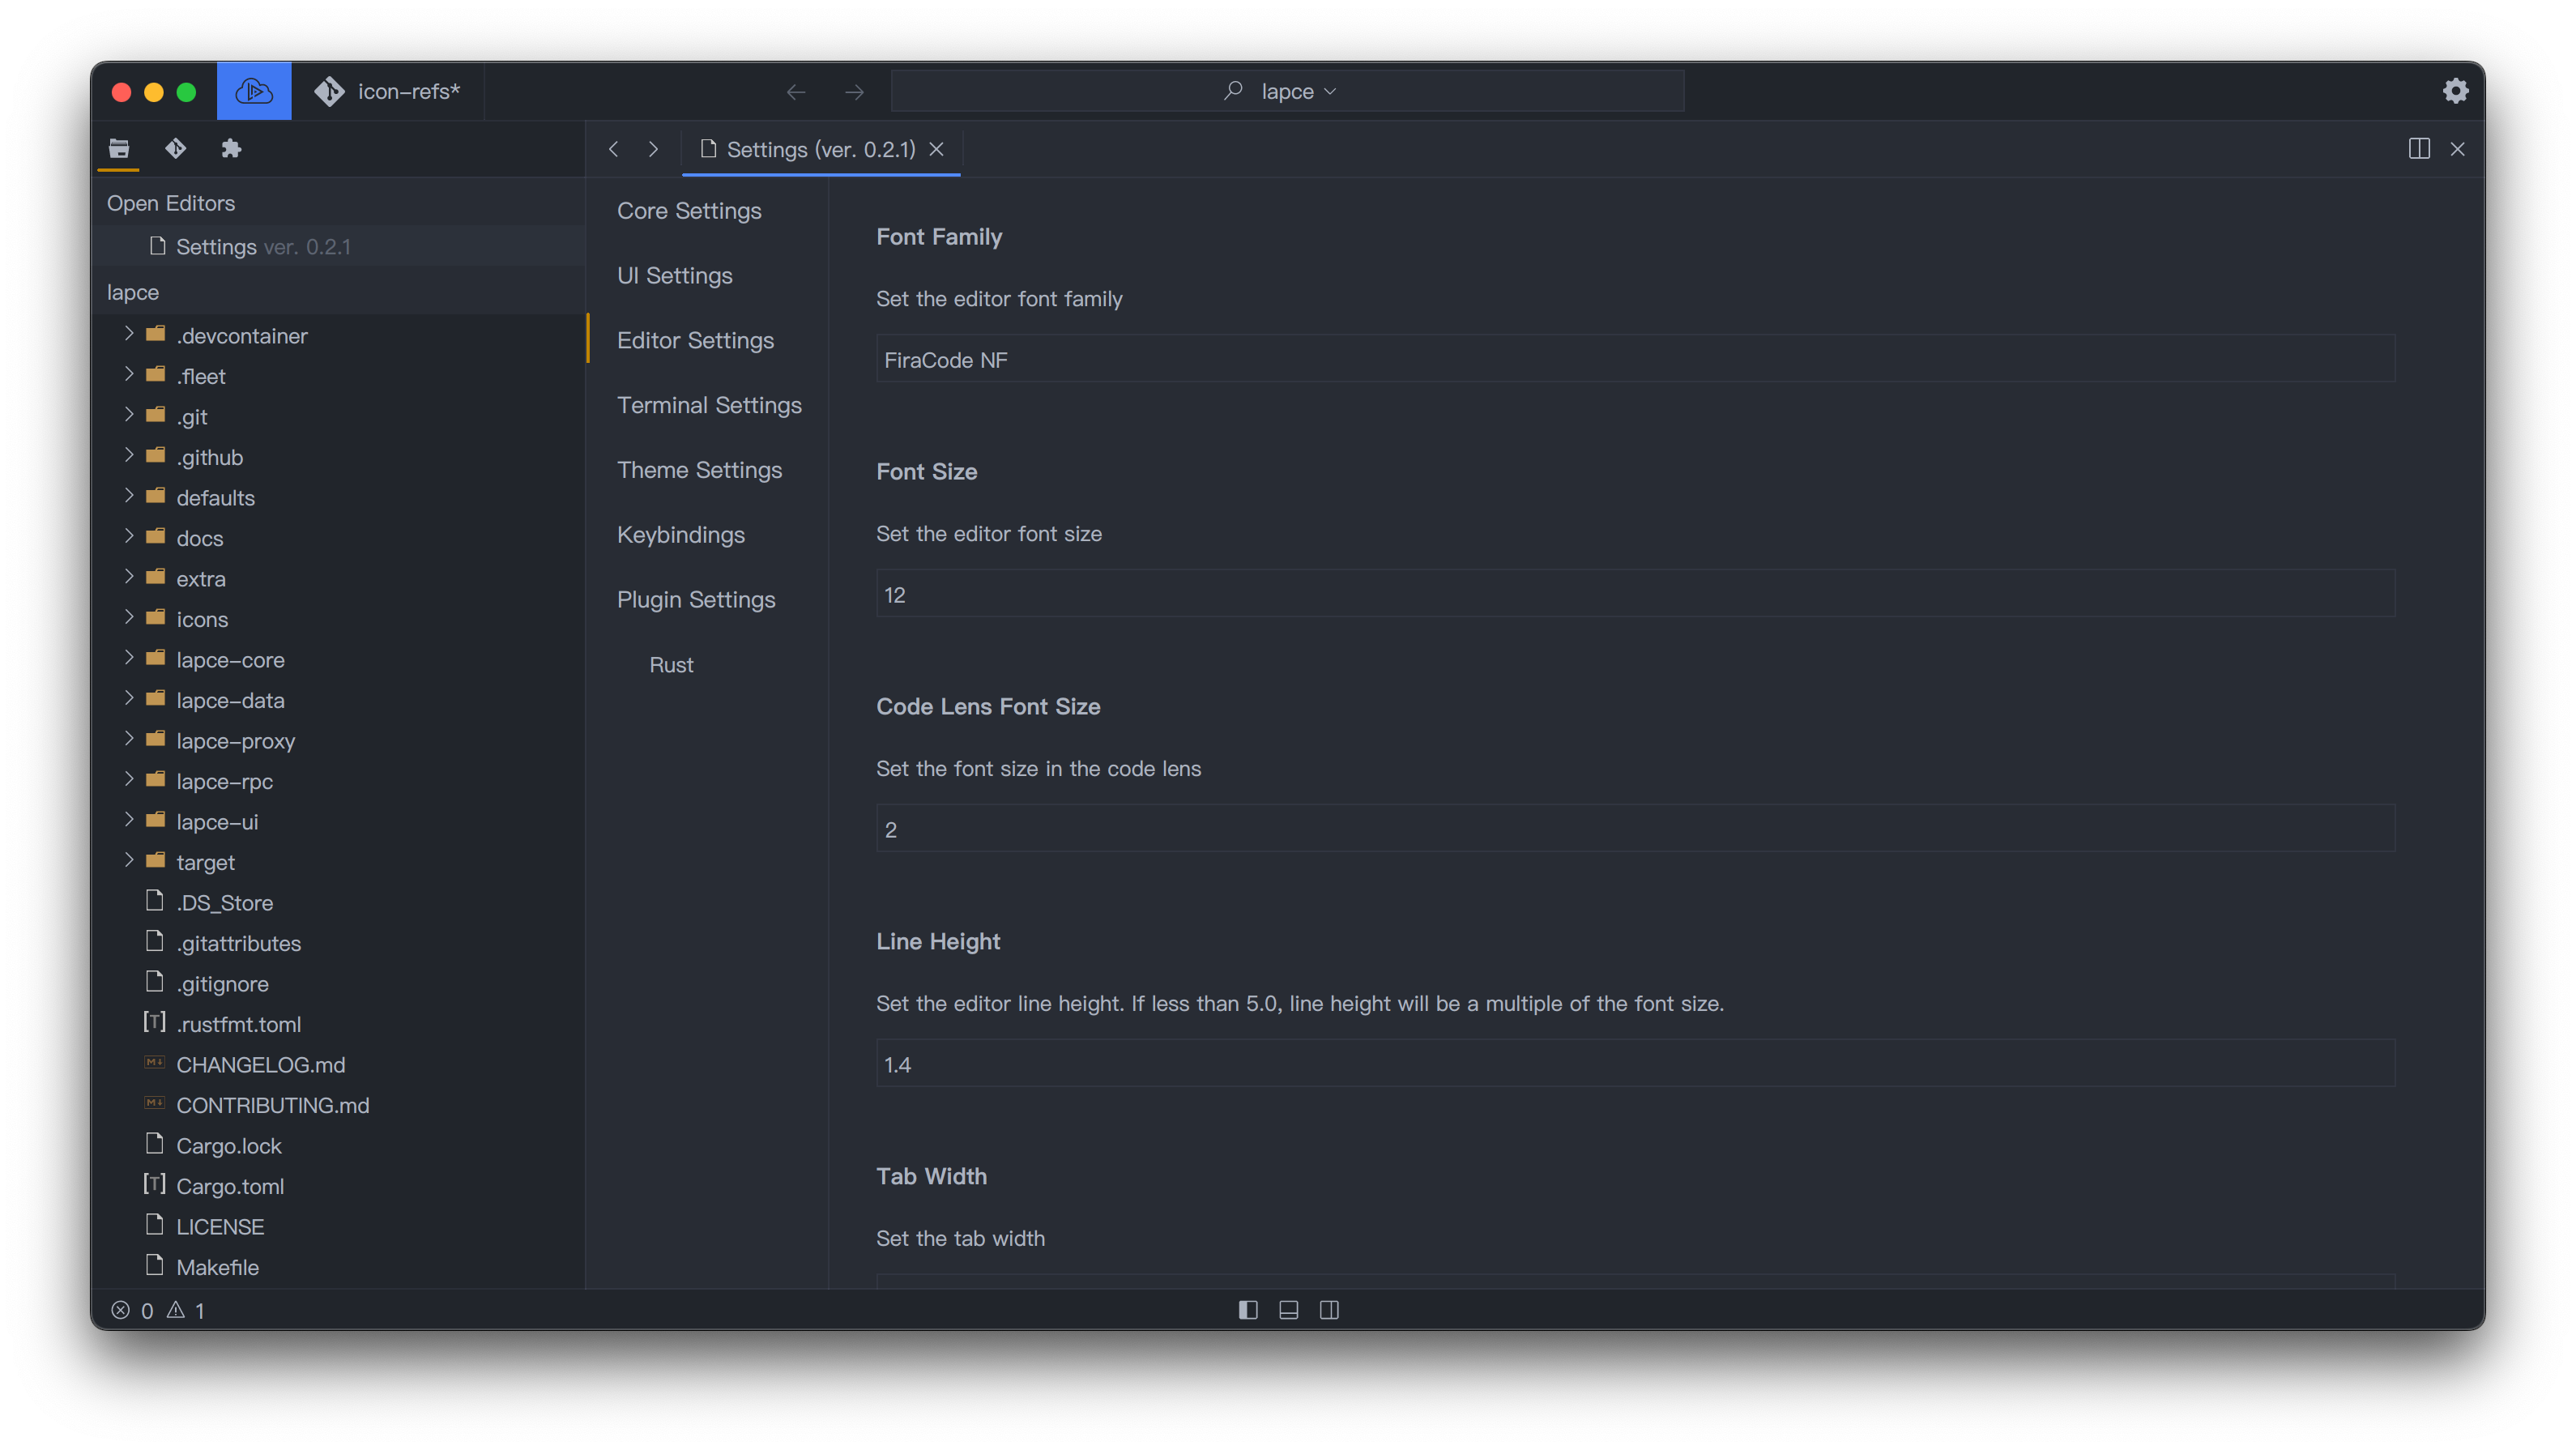 icon-refs*
lapce
Settings (ver. 0.2.1)
Open Editors
Settings ver. 0.2.1
lapce
.devcontainer
.fleet
.git
.github
defaults
docs
extra
icons
lapce-core
lapce-data
lapce-proxy
lapce-rpc
lapce-ui
target
.DS_Store
.gitattributes
.gitignore
[T] .rustfmt.toml
M CHANGELOG.md
M CONTRIBUTING.md
Cargo.lock
[T] Cargo.toml
LICENSE
Makefile
Core Settings
UI Settings
Editor Settings
Terminal Settings
Theme Settings
Keybindings
Plugin Settings
Rust
Font Family
Set the editor font family
FiraCode NF
Font Size
Set the editor font size
12
Code Lens Font Size
Set the font size in the code lens
2
Line Height
Set the editor line height. If less than 5.0, line height will be a multiple of the font size.
1.4
Tab Width
Set the tab width
0 1